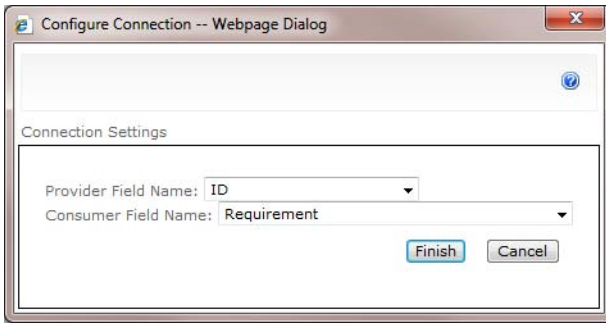 Configure Connection -- Webpage Dialog
Connection Settings
Provider Field Name: ID
Consumer Field Name: Requirement
Finish Cancel